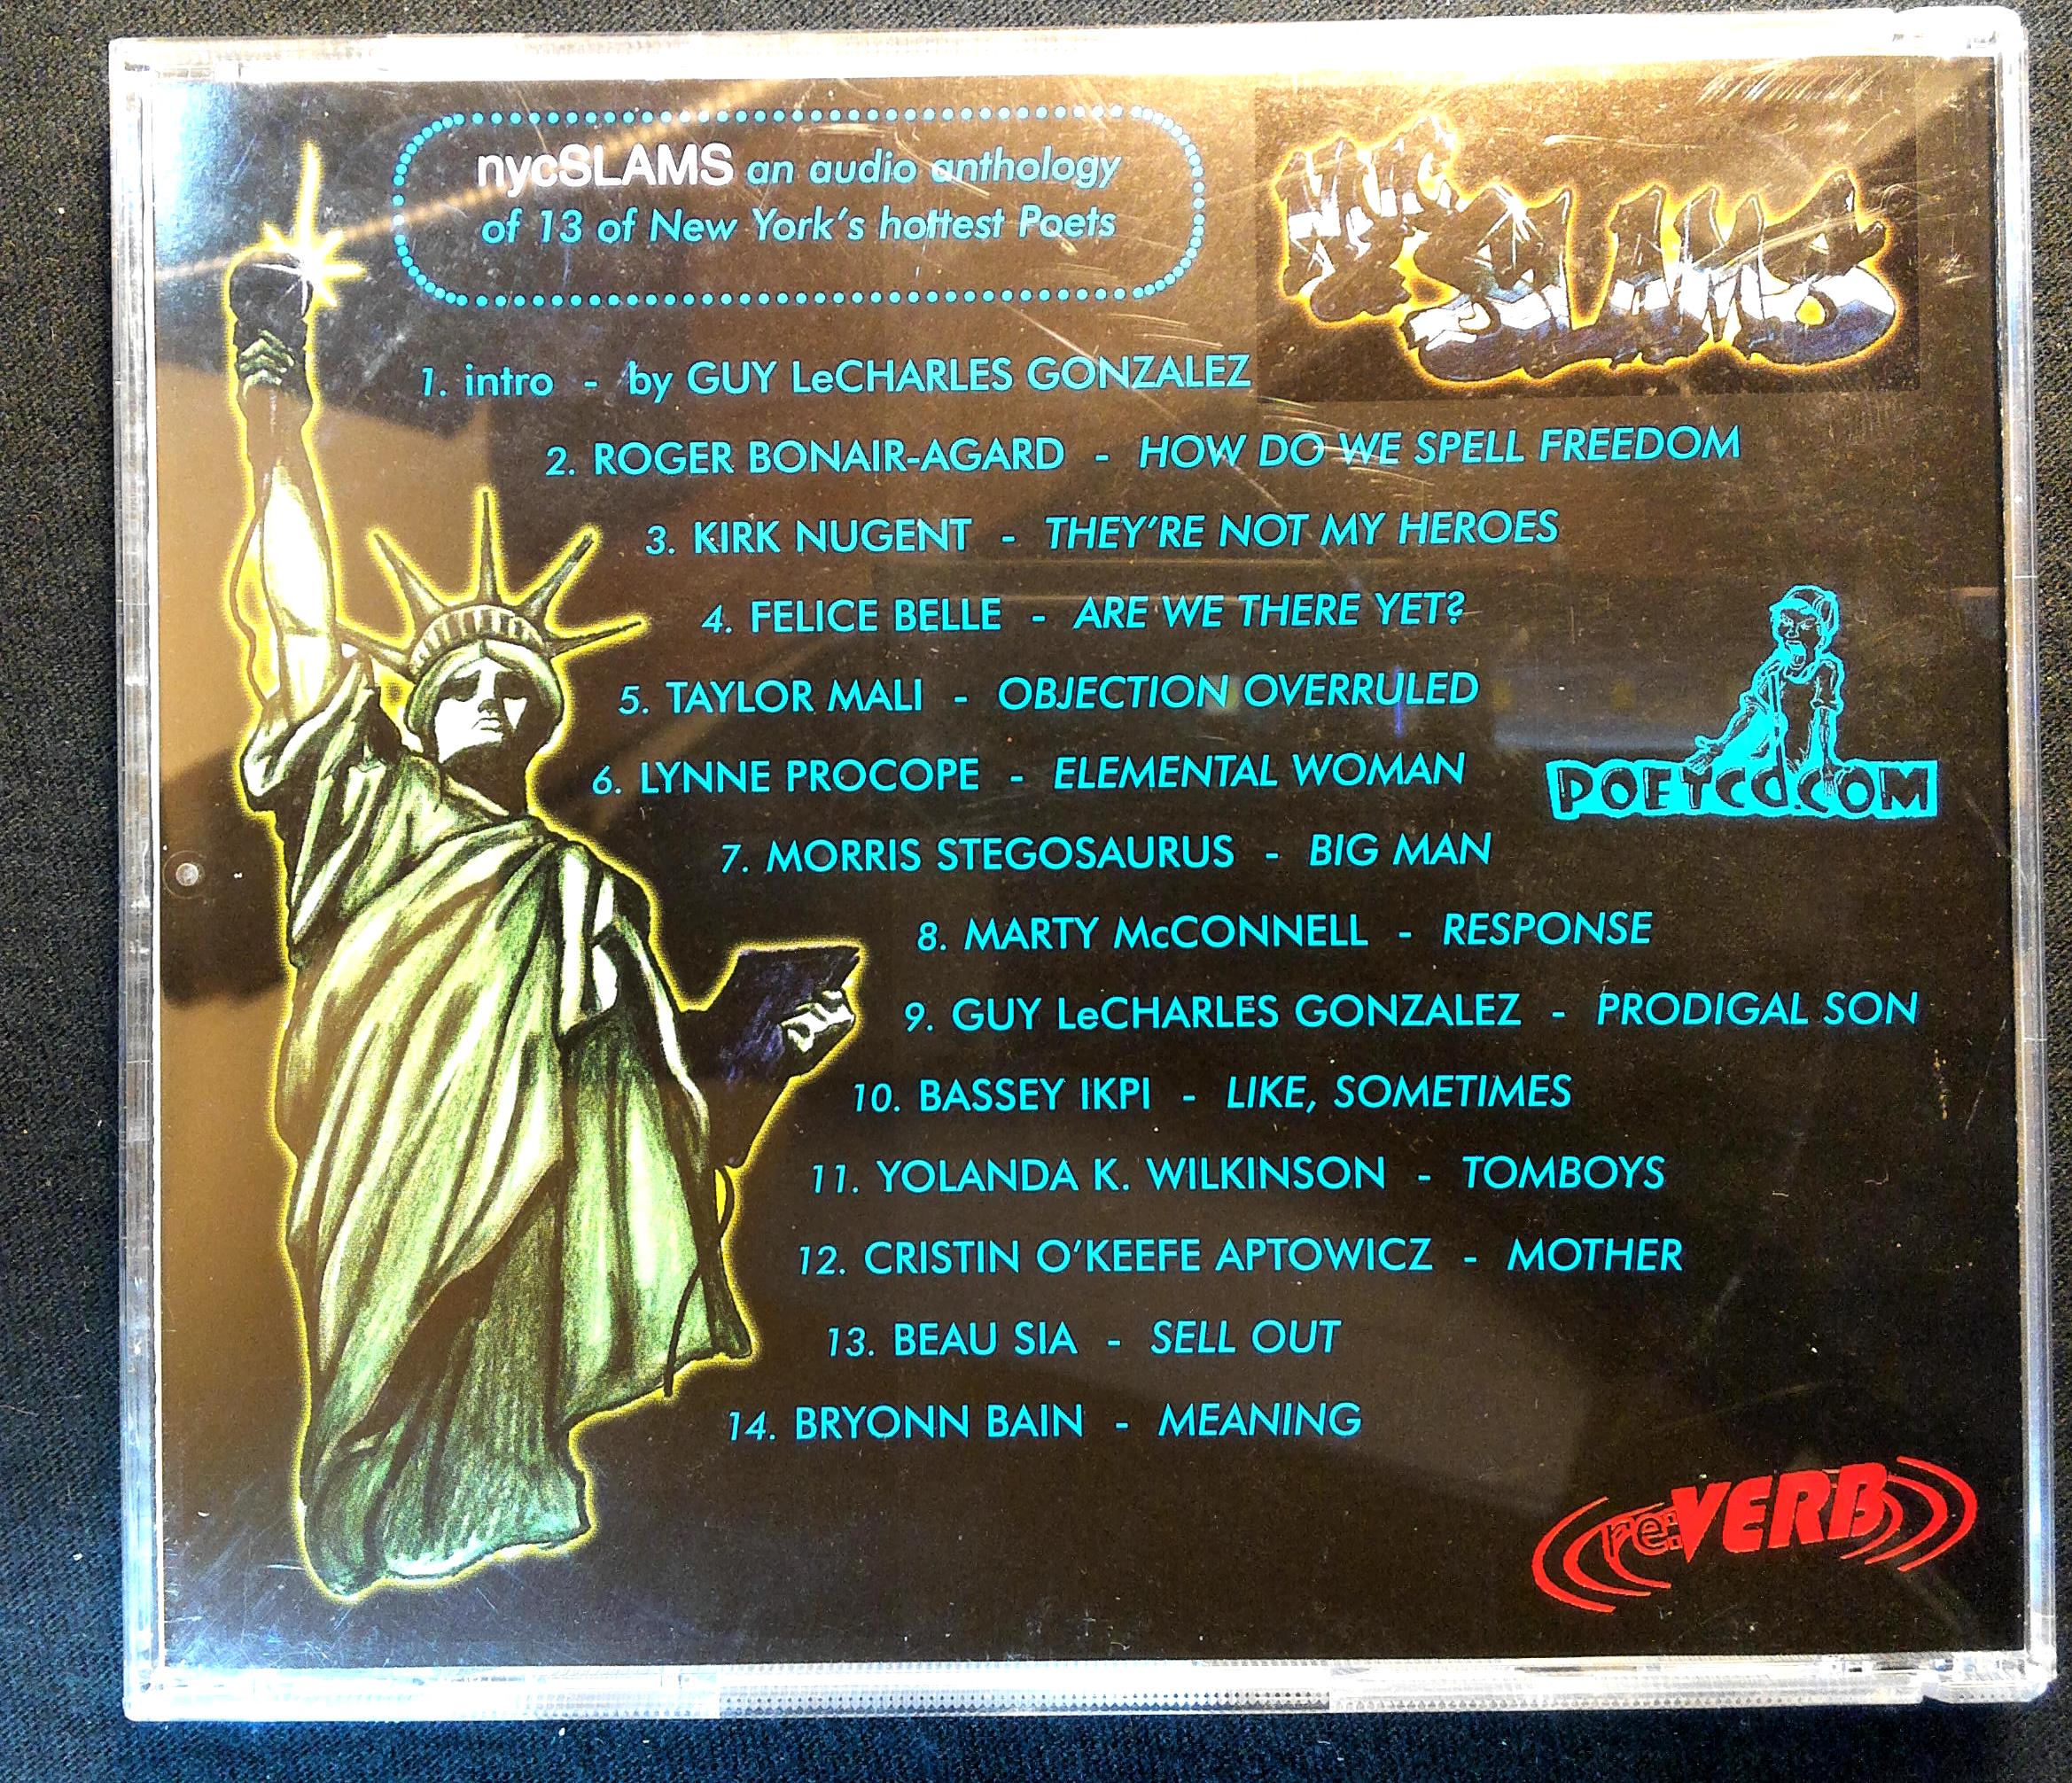 nycSLAMS an audio anthology
of 13 of New York's hottest Poets
NYC SLAMS
1. intro - by GUY LeCHARLES GONZALEZ
2. ROGER BONAIR-AGARD - HOW DO WE SPELL FREEDOM
3. KIRK NUGENT - THEY'RE NOT MY HEROES
4. FELICE BELLE - ARE WE THERE YET?
5. TAYLOR MALI - OBJECTION OVERRULED
6. LYNNE PROCOPE - ELEMENTAL WOMAN
POETCD.COM
7. MORRIS STEGOSAURUS - BIG MAN
8. MARTY McCONNELL - RESPONSE
9. GUY LeCHARLES GONZALEZ - PRODIGAL SON
10. BASSEY IKPI - LIKE, SOMETIMES
11. YOLANDA K. WILKINSON - TOMBOYS
12. CRISTIN O'KEEFE APTOWICZ - MOTHER
13. BEAU SIA - SELL OUT
14. BRYONN BAIN - MEANING
re:VERB